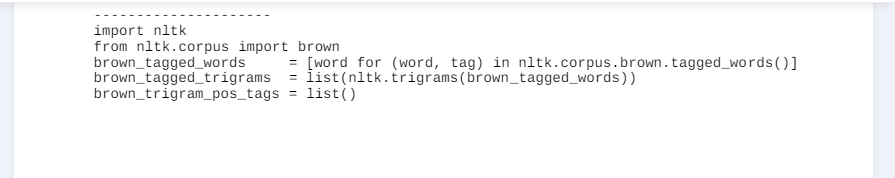 ---------------------
import nltk
from nltk.corpus import brown
brown_tagged_words     = [word for (word, tag) in nltk.corpus.brown.tagged_words()]
brown_tagged_trigrams  = list(nltk.trigrams(brown_tagged_words))
brown_trigram_pos_tags = list()